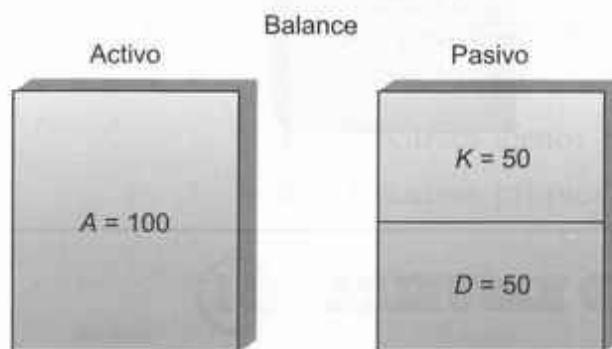 Balance
Activo
Pasivo
A = 100
K = 50
D = 50